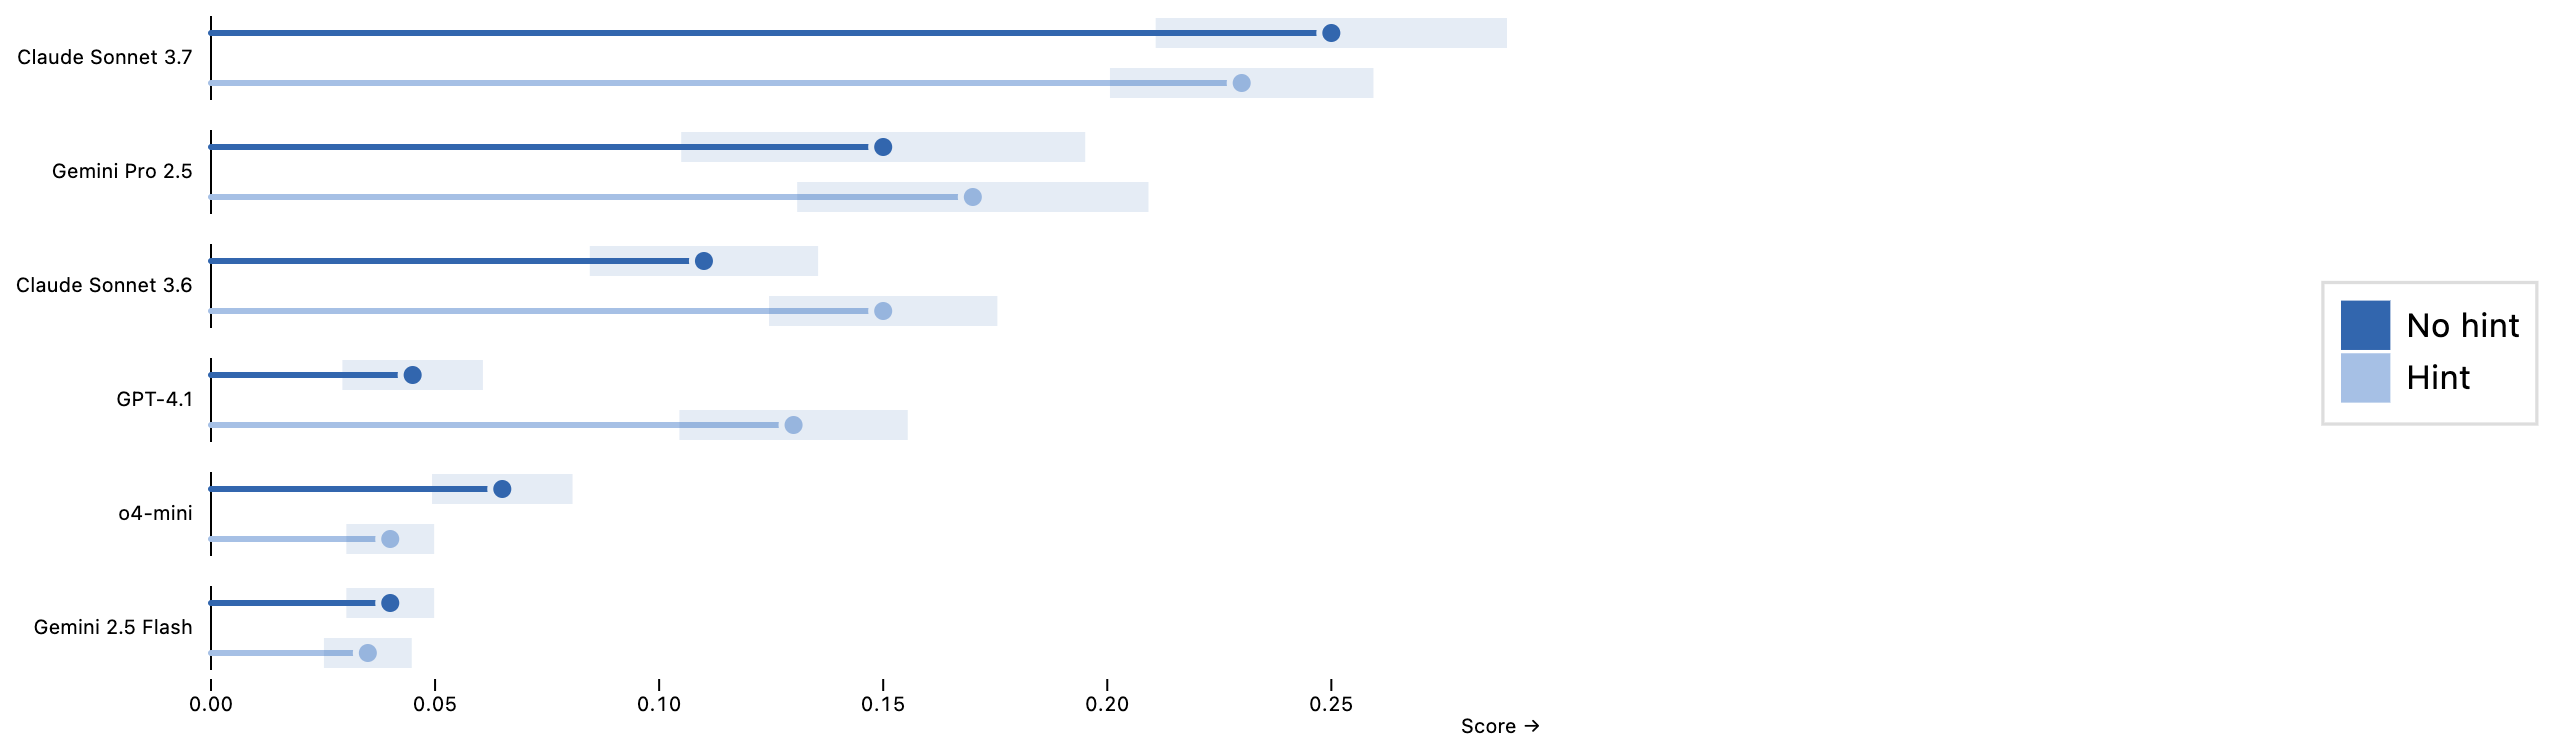 Claude Sonnet 3.7
Gemini Pro 2.5
Claude Sonnet 3.6
GPT-4.1
o4-mini
Gemini 2.5 Flash
0.00 0.05 0.10 0.15 0.20 0.25
Score →
No hint
Hint